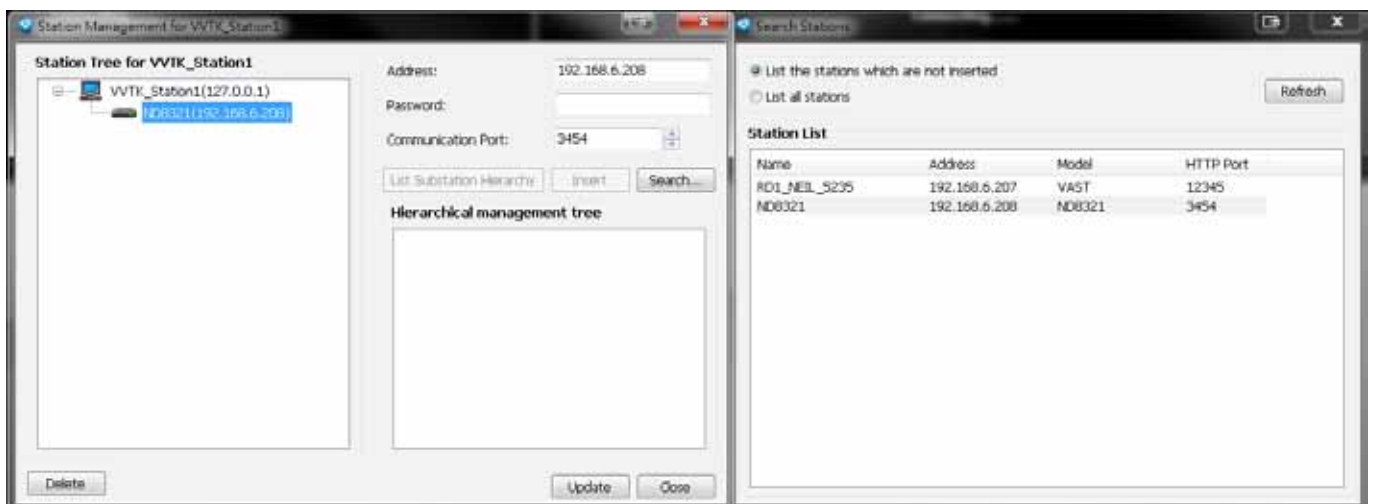 Station Management for VVTK_Station1
Station Tree for VVTK_Station1
VVTK_Station1(127.0.0.1)
ND8321(192.168.6.208)
Address: 192.168.6.208
Password:
Communication Port: 3454
List Substation Hierarchy Insert Search...
Hierarchical management tree
Delete
Update Close
Search Stations
List the stations which are not inserted
List all stations
Refresh
Station List
Name Address Model HTTP Port
RD1_NEIL_5235 192.168.6.207 VAST 12345
ND8321 192.168.6.208 ND8321 3454